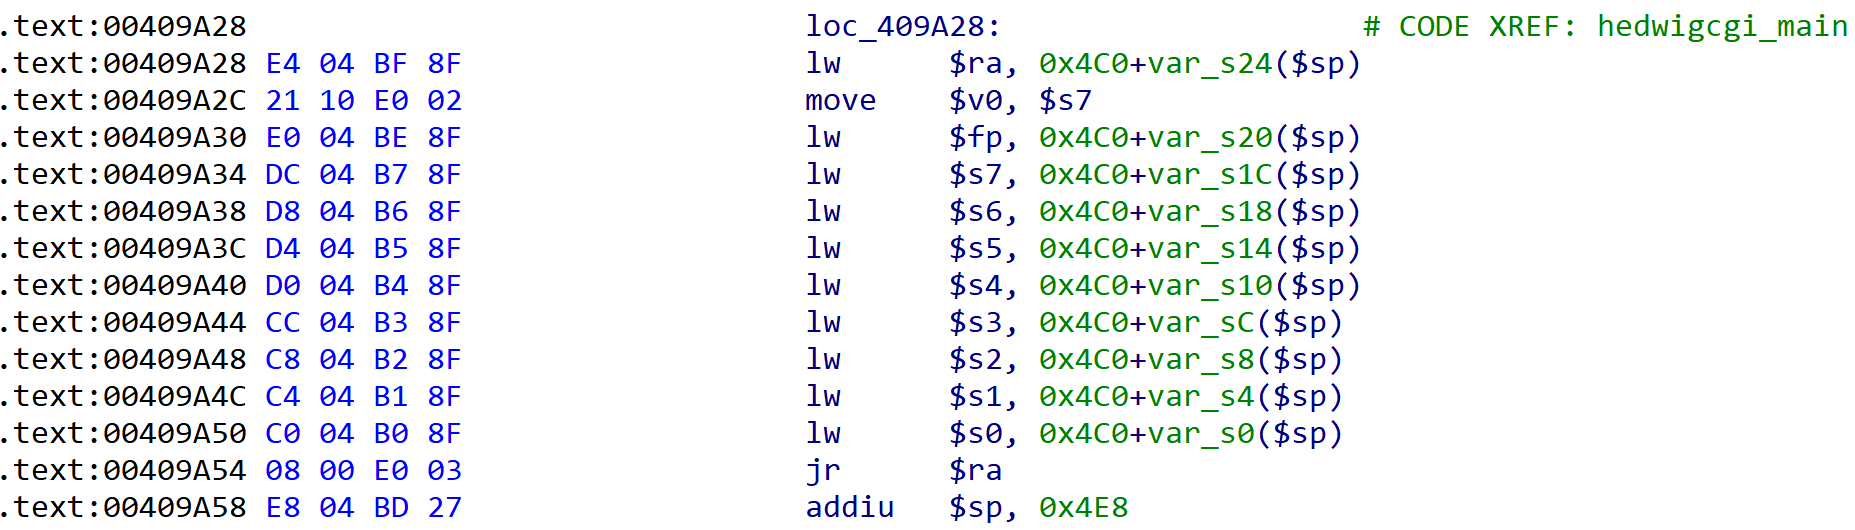 .text:00409A28 loc_409A28: # CODE XREF: hedwigcgi_main
.text:00409A28 E4 04 BF 8F lw $ra, 0x4C0+var_s24($sp)
.text:00409A2C 21 10 E0 02 move $v0, $s7
.text:00409A30 E0 04 BE 8F lw $fp, 0x4C0+var_s20($sp)
.text:00409A34 DC 04 B7 8F lw $s7, 0x4C0+var_s1C($sp)
.text:00409A38 D8 04 B6 8F lw $s6, 0x4C0+var_s18($sp)
.text:00409A3C D4 04 B5 8F lw $s5, 0x4C0+var_s14($sp)
.text:00409A40 D0 04 B4 8F lw $s4, 0x4C0+var_s10($sp)
.text:00409A44 CC 04 B3 8F lw $s3, 0x4C0+var_sC($sp)
.text:00409A48 C8 04 B2 8F lw $s2, 0x4C0+var_s8($sp)
.text:00409A4C C4 04 B1 8F lw $s1, 0x4C0+var_s4($sp)
.text:00409A50 C0 04 B0 8F lw $s0, 0x4C0+var_s0($sp)
.text:00409A54 08 00 E0 03 jr $ra
.text:00409A58 E8 04 BD 27 addiu $sp, 0x4E8